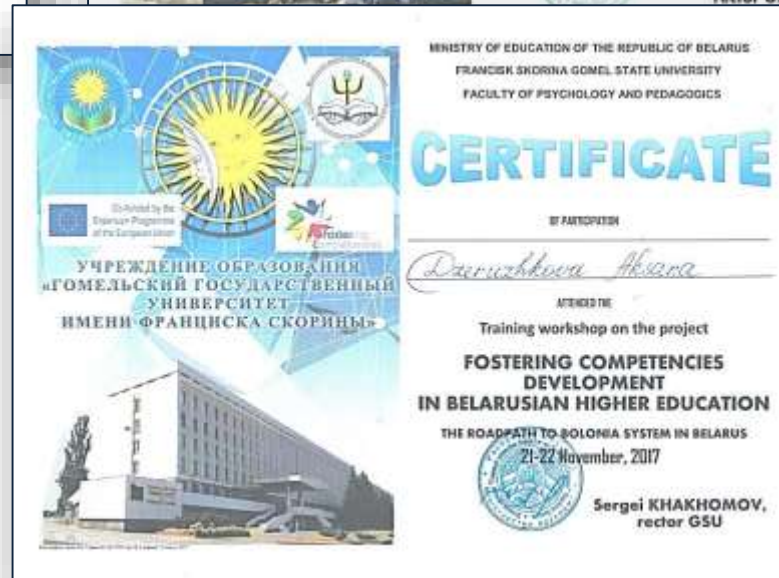 Co-funded by the
Erasmus+ Programme
of the European Union
Fostering
Competencies
УЧРЕЖДЕНИЕ ОБРАЗОВАНИЯ
«ГОМЕЛЬСКИЙ ГОСУДАРСТВЕННЫЙ
УНИВЕРСИТЕТ
ИМЕНИ ФРАНЦИСКА СКОРИНЫ»
MINISTRY OF EDUCATION OF THE REPUBLIC OF BELARUS
FRANCISK SKORINA GOMEL STATE UNIVERSITY
FACULTY OF PSYCHOLOGY AND PEDAGOGICS
CERTIFICATE
OF PARTICIPATION
Dzeruzhkova Aksana
ATTENDED THE
Training workshop on the project
FOSTERING COMPETENCIES
DEVELOPMENT
IN BELARUSIAN HIGHER EDUCATION
THE ROADPATH TO BOLONIA SYSTEM IN BELARUS
21-22 November, 2017
Sergei KHAKHOMOV,
rector GSU